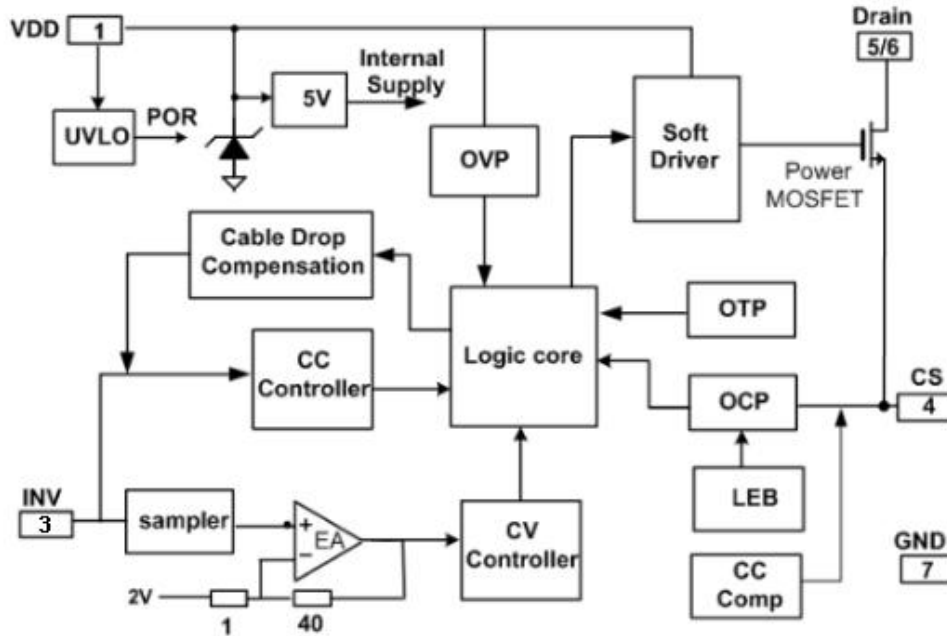 VDD
1
Drain
5/6
Internal
Supply
5V
POR
UVLO
OVP
Soft
Driver
Power
MOSFET
Cable Drop
Compensation
OTP
Logic core
CC
Controller
CS
4
OCP
INV
3
sampler
+
EA
−
CV
Controller
LEB
GND
7
CC
Comp
2V
1
40